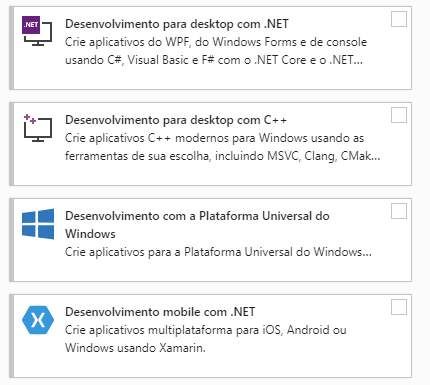 .NET
Desenvolvimento para desktop com .NET
Crie aplicativos do WPF, do Windows Forms e de console
usando C#, Visual Basic e F# com o .NET Core e o .NET...
Desenvolvimento para desktop com C++
Crie aplicativos C++ modernos para Windows usando as
ferramentas de sua escolha, incluindo MSVC, Clang, CMak...
Desenvolvimento com a Plataforma Universal do
Windows
Crie aplicativos para a Plataforma Universal do Windows...
Desenvolvimento mobile com .NET
Crie aplicativos multiplataforma para iOS, Android ou
Windows usando Xamarin.